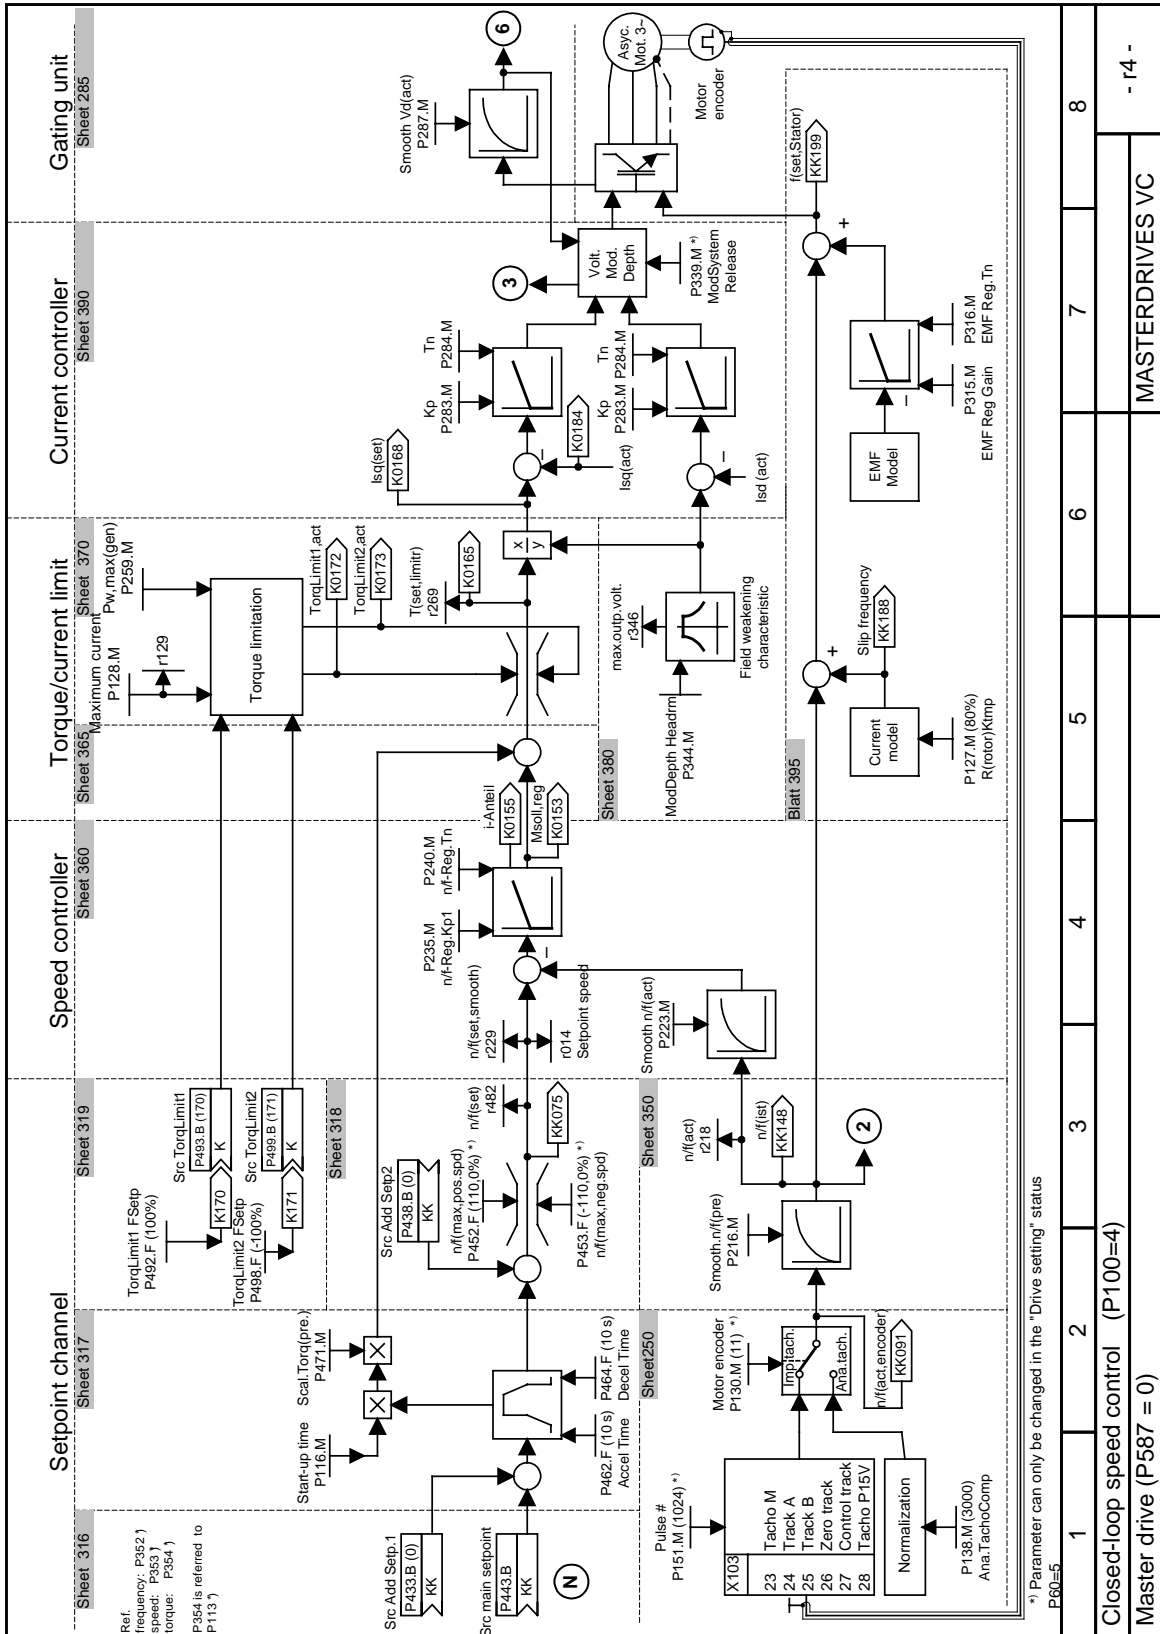 Setpoint channel
Speed controller
Torque/current limit
Current controller
Gating unit
Sheet 316
Sheet 317
Sheet 319
Sheet 360
Sheet 365
Sheet 370
Sheet 390
Sheet 285
Ref.
frequency: P352 *)
speed: P353 *)
torque: P354 *)
P354 is referred to
P113 *)
TorqLimit1 FSetp
P492.F (100%)
K170
Src TorqLimit1
P493.B (170)
K
TorqLimit2 FSetp
P498.F (-100%)
K171
Src TorqLimit2
P499.B (171)
K
Sheet 318
Maximum current
P128.M
r129
Pw,max(gen)
P259.M
Torque limitation
TorqLimit1,act
K0172
TorqLimit2,act
K0173
Start-up time
P116.M
Scal.Torq(pre.)
P471.M
Src Add Setp.1
P433.B (0)
KK
Src main setpoint
P443.B
KK
N
P462.F (10 s)
Accel Time
P464.F (10 s)
Decel Time
Src Add Setp2
P438.B (0)
KK
n/f(max,pos.spd)
P452.F (110,0%) *)
P453.F (-110,0%) *)
n/f(max,neg.spd)
n/f(set)
r482
KK075
n/f(set,smooth)
r229
r014
Setpoint speed
P235.M
n/f-Reg.Kp1
P240.M
n/f-Reg.Tn
i-Anteil
K0155
Msoll,reg
K0153
T(set,limitr)
r269
K0165
x
y
Isq(set)
K0168
Kp
P283.M
Tn
P284.M
K0184
Isq(act)
3
Volt.
Mod.
Depth
P339.M *)
ModSystem
Release
Smooth Vd(act)
P287.M
6
Asyc.
Mot. 3~
Motor
encoder
Sheet 380
ModDepth Headrm
P344.M
max.outp.volt.
r346
Field weakening
characteristic
Kp
P283.M
Tn
P284.M
Isd (act)
Sheet250
Sheet 350
Blatt 395
Pulse #
P151.M (1024) *)
X103
23 Tacho M
24 Track A
25 Track B
26 Zero track
27 Control track
28 Tacho P15V
Normalization
P138.M (3000)
Ana.TachoComp
Motor encoder
P130.M (11) *)
Imp.tach.
Ana.tach.
n/f(act,encoder)
KK091
Smooth.n/f(pre)
P216.M
n/f(act)
r218
n/f(ist)
KK148
2
Smooth n/f(act)
P223.M
Current
model
P127.M (80%)
R(rotor)Ktmp
Slip frequency
KK188
EMF
Model
P315.M
EMF Reg Gain
P316.M
EMF Reg.Tn
f(set,Stator)
KK199
*) Parameter can only be changed in the "Drive setting" status
P60=5
1 2 3 4 5 6 7 8
Closed-loop speed control (P100=4)
Master drive (P587 = 0)
MASTERDRIVES VC
- r4 -